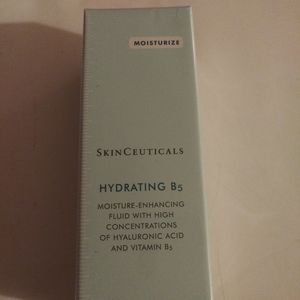 MOISTURIZE
SKINCEUTICALS
HYDRATING B5
MOISTURE-ENHANCING
FLUID WITH HIGH
CONCENTRATIONS
OF HYALURONIC ACID
AND VITAMIN B5